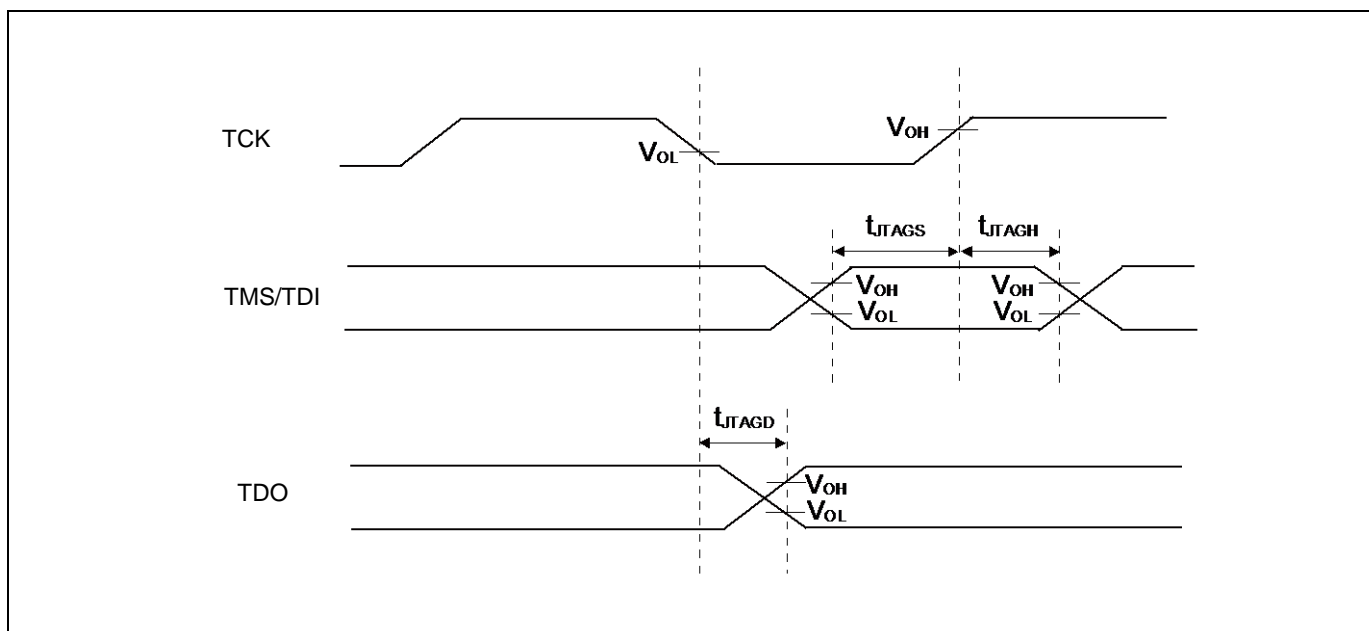 TCK
VOL
VOH
tJTAGS
tJTAGH
TMS/TDI
VOH
VOL
VOH
VOL
tJTAGD
TDO
VOH
VOL